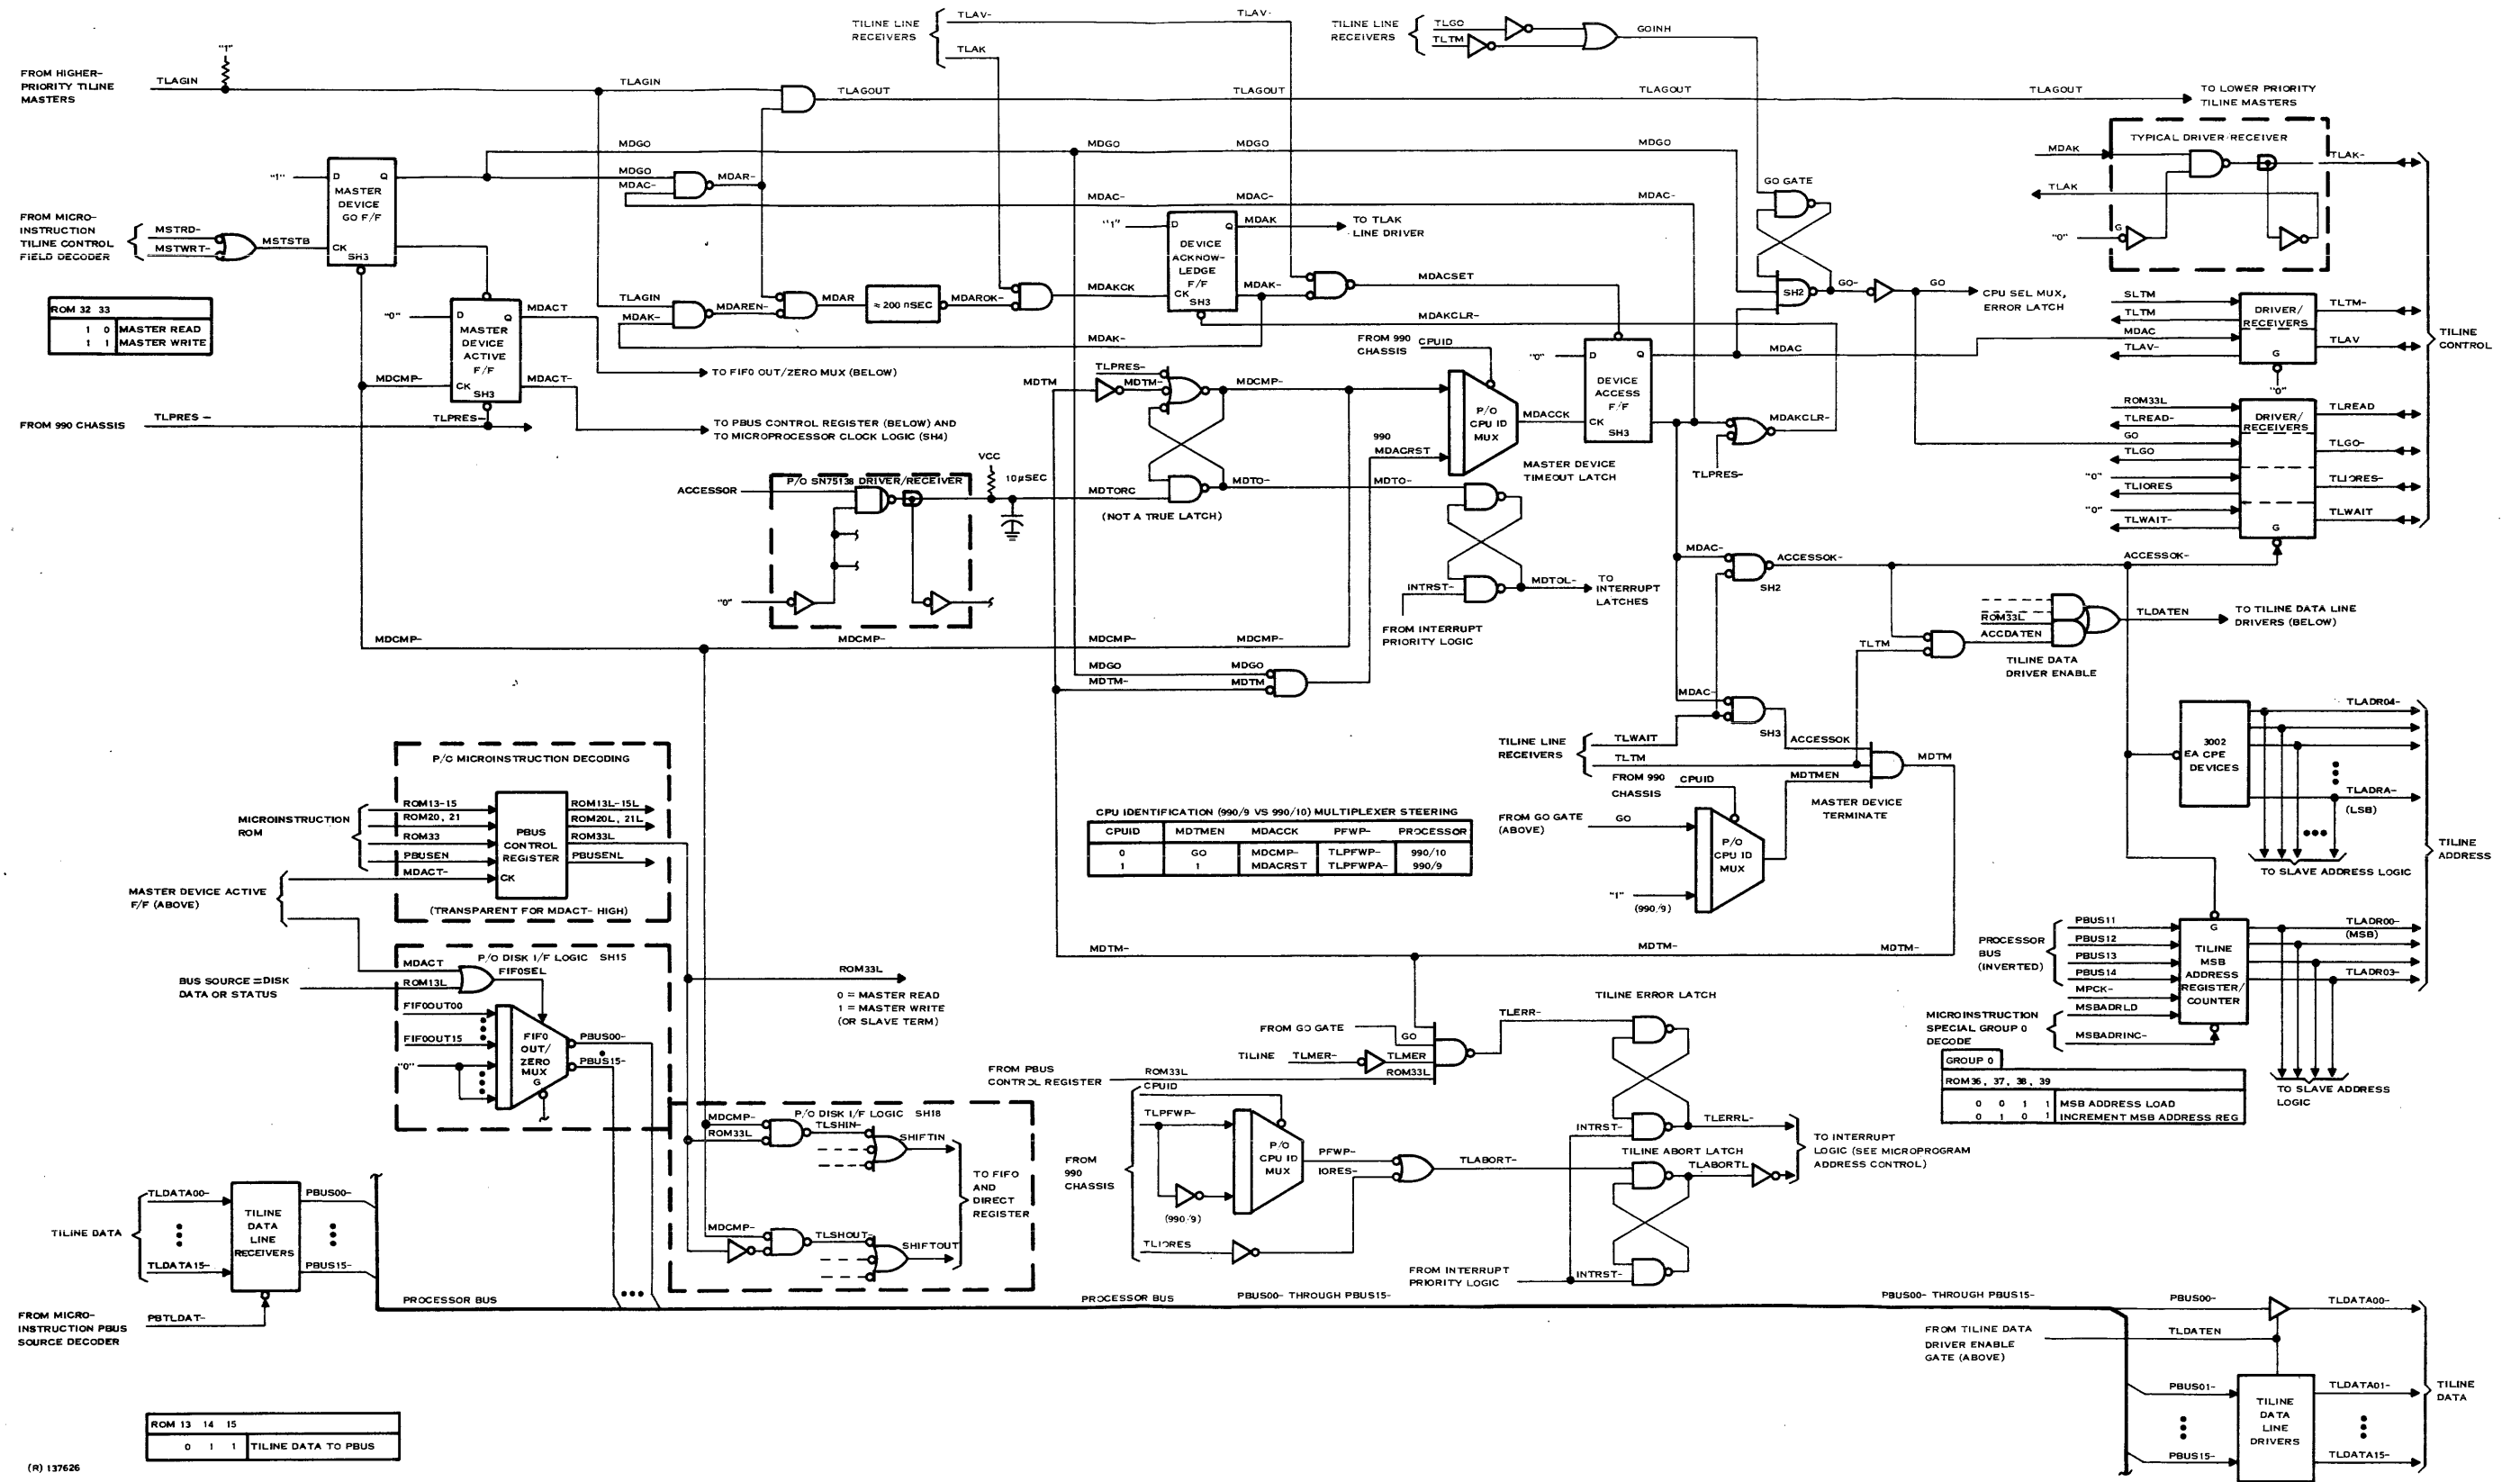 TILINE LINE
RECEIVERS
TLAV-
TLAV-
TLAK
TILINE LINE
RECEIVERS
TLGO
TLTM
GOINH
"1"
FROM HIGHER-
PRIORITY TILINE
MASTERS
TLAGIN
TLAGIN
TLAGOUT
TLAGOUT
TLAGOUT
TLAGOUT
TO LOWER PRIORITY
TILINE MASTERS
TYPICAL DRIVER-RECEIVER
MDAK
TLAK-
TLAK
"0"
G
MDGO
MDGO
MDGO
MDGO
"1"
D
Q
MASTER
DEVICE
GO F/F
CK
SH3
MDGO
MDAC-
MDAR-
GO GATE
FROM MICRO-
INSTRUCTION
TILINE CONTROL
FIELD DECODER
MSTRD-
MSTWRT-
MSTSTB
MDAC-
MDAC-
MDAC-
"1"
D
Q
DEVICE
ACKNOW-
LEDGE
F/F
CK
SH3
MDAK
TO TLAK
LINE DRIVER
MDAK-
MDACSET
TLAGIN
MDAK-
MDAREN-
MDAR
≈ 200 nSEC
MDAROK-
MDAKCK
SH2
GO-
GO
CPU SEL MUX,
ERROR LATCH
ROM 32 33
1 0 MASTER READ
1 1 MASTER WRITE
"0"
D
Q
MASTER
DEVICE
ACTIVE
F/F
CK
SH3
MDACT
MDACT-
MDCMP-
MDAK-
MDAKCLR-
SLTM
TLTM
MDAC
TLAV-
DRIVER/
RECEIVERS
G
"0"
TLTM-
TLAV
TILINE
CONTROL
FROM 990
CHASSIS
CPUID
"0"
D
Q
DEVICE
ACCESS
F/F
CK
SH3
MDAC
TO FIFO OUT/ZERO MUX (BELOW)
MDTM
TLPRES-
MDTM-
MDCMP-
P/O
CPU ID
MUX
MDACCK
MDAKCLR-
TLPRES-
ROM33L
TLREAD-
GO
TLGO
"0"
TLIORES
"0"
TLWAIT-
DRIVER/
RECEIVERS
G
TLREAD
TLGO-
TLIORES-
TLWAIT
FROM 990 CHASSIS
TLPRES -
TLPRES-
TO PBUS CONTROL REGISTER (BELOW) AND
TO MICROPROCESSOR CLOCK LOGIC (SH4)
990
MDACRST
MASTER DEVICE
TIMEOUT LATCH
ACCESSOR
P/O SN75138 DRIVER/RECEIVER
VCC
10µSEC
MDTORC
MDTO-
MDTO-
(NOT A TRUE LATCH)
"0"
INTRST-
MDTOL-
TO
INTERRUPT
LATCHES
FROM INTERRUPT
PRIORITY LOGIC
MDAC-
ACCESSOK-
SH2
ACCESSOK-
ROM33L
ACCDATEN
TLDATEN
TO TILINE DATA LINE
DRIVERS (BELOW)
TLTM
TILINE DATA
DRIVER ENABLE
MDCMP-
MDCMP-
MDCMP-
MDCMP-
MDGO
MDTM-
MDGO
MDTM
MDAC-
SH3
TILINE LINE
RECEIVERS
TLWAIT
TLTM
ACCESSOK
MDTM
FROM 990
CHASSIS
CPUID
MDTMEN
MASTER DEVICE
TERMINATE
FROM GO GATE
(ABOVE)
GO
P/O
CPU ID
MUX
"1"
(990/9)
3002
EA CPE
DEVICES
TLADR04-
TLADRA-
(LSB)
TO SLAVE ADDRESS LOGIC
TILINE
ADDRESS
P/O MICROINSTRUCTION DECODING
MICROINSTRUCTION
ROM
ROM13-15
ROM20, 21
ROM33
PBUSEN
MDACT-
PBUS
CONTROL
REGISTER
CK
ROM13L-15L
ROM20L, 21L
ROM33L
PBUSENL
MASTER DEVICE ACTIVE
F/F (ABOVE)
(TRANSPARENT FOR MDACT- HIGH)
CPU IDENTIFICATION (990/9 VS 990/10) MULTIPLEXER STEERING
CPUID MDTMEN MDACCK PFWP- PROCESSOR
0 GO MDCMP- TLPFWP- 990/10
1 1 MDACRST TLPFWPA- 990/9
P/O DISK I/F LOGIC SH15
MDACT
FIFOSEL
BUS SOURCE = DISK
DATA OR STATUS
ROM13L
FIFOOUT00
FIFOOUT15
"0"
FIFO
OUT/
ZERO
MUX
G
PBUS00-
PBUS15-
MDTM-
MDTM-
MDTM-
ROM33L
0 = MASTER READ
1 = MASTER WRITE
(OR SLAVE TERM)
PROCESSOR
BUS
(INVERTED)
PBUS11
PBUS12
PBUS13
PBUS14
MPCK-
MSBADRLD
MSBADRINC-
G
TILINE
MSB
ADDRESS
REGISTER/
COUNTER
TLADR00-
(MSB)
TLADR03-
MICROINSTRUCTION
SPECIAL GROUP 0
DECODE
GROUP 0
ROM36, 37, 38, 39
0 0 1 1 MSB ADDRESS LOAD
0 1 0 1 INCREMENT MSB ADDRESS REG
TO SLAVE ADDRESS
LOGIC
TILINE ERROR LATCH
FROM GO GATE
GO
TLERR-
TILINE
TLMER-
TLMER
FROM PBUS
CONTROL REGISTER
ROM33L
ROM33L
CPUID
TLPFWP-
P/O
CPU ID
MUX
PFWP-
IORES-
TLABORT-
(990/9)
TLIORES
FROM
990
CHASSIS
INTRST-
TLERRL-
TILINE ABORT LATCH
TLABORTL
TO INTERRUPT
LOGIC (SEE MICROPROGRAM
ADDRESS CONTROL)
FROM INTERRUPT
PRIORITY LOGIC
INTRST-
P/O DISK I/F LOGIC SH18
MDCMP-
ROM33L
TLSHIN-
SHIFTIN
MDCMP-
TLSHOUT-
SHIFTOUT
TO FIFO
AND
DIRECT
REGISTER
TILINE DATA
TLDATA00-
TLDATA15-
TILINE
DATA
LINE
RECEIVERS
PBUS00-
PBUS15-
FROM MICRO-
INSTRUCTION PBUS
SOURCE DECODER
PBTLDAT-
PROCESSOR BUS
PROCESSOR BUS
PBUS00- THROUGH PBUS15-
PBUS00- THROUGH PBUS15-
PBUS00-
TLDATA00-
FROM TILINE DATA
DRIVER ENABLE
GATE (ABOVE)
TLDATEN
PBUS01-
PBUS15-
TILINE
DATA
LINE
DRIVERS
TLDATA01-
TLDATA15-
TILINE
DATA
ROM 13 14 15
0 1 1 TILINE DATA TO PBUS
(R) 137626